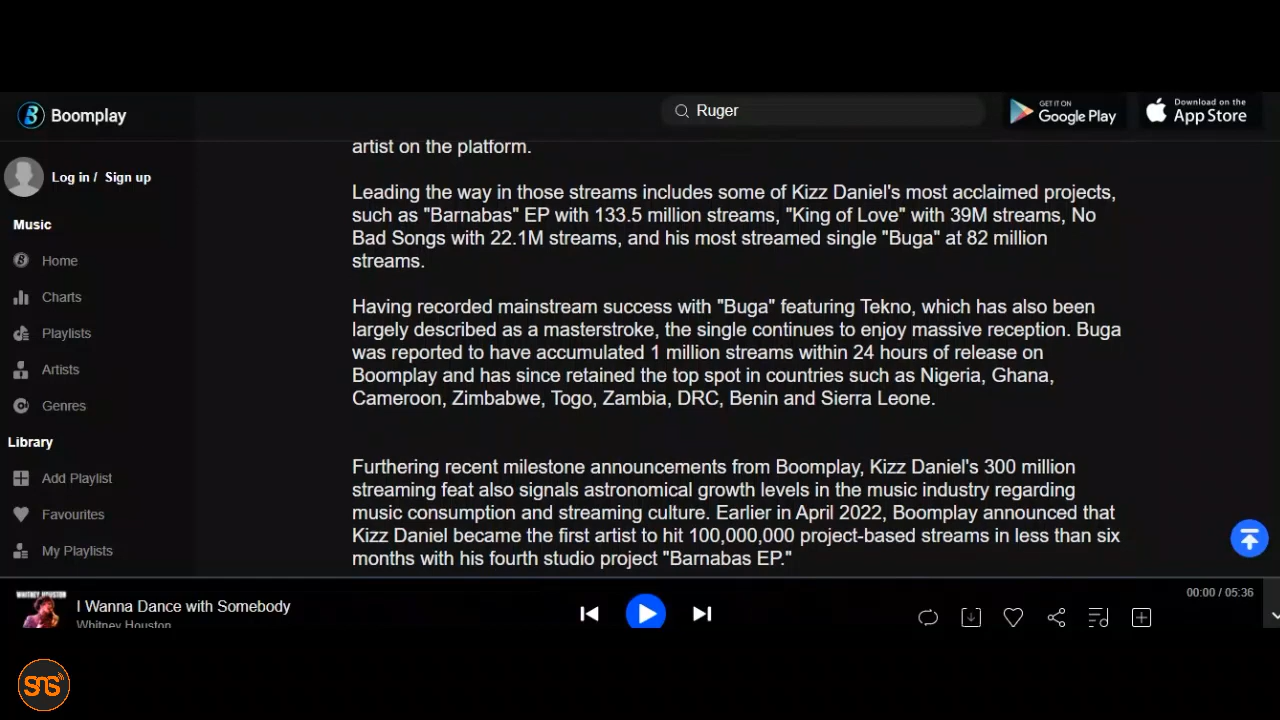 Boomplay
Ruger
GET IT ON
Google Play
Download on the
App Store
Log in / Sign up
Music
Home
Charts
Playlists
Artists
Genres
Library
Add Playlist
Favourites
My Playlists
artist on the platform.
Leading the way in those streams includes some of Kizz Daniel's most acclaimed projects,
such as "Barnabas" EP with 133.5 million streams, "King of Love" with 39M streams, No
Bad Songs with 22.1M streams, and his most streamed single "Buga" at 82 million
streams.
Having recorded mainstream success with "Buga" featuring Tekno, which has also been
largely described as a masterstroke, the single continues to enjoy massive reception. Buga
was reported to have accumulated 1 million streams within 24 hours of release on
Boomplay and has since retained the top spot in countries such as Nigeria, Ghana,
Cameroon, Zimbabwe, Togo, Zambia, DRC, Benin and Sierra Leone.
Furthering recent milestone announcements from Boomplay, Kizz Daniel's 300 million
streaming feat also signals astronomical growth levels in the music industry regarding
music consumption and streaming culture. Earlier in April 2022, Boomplay announced that
Kizz Daniel became the first artist to hit 100,000,000 project-based streams in less than six
months with his fourth studio project "Barnabas EP."
WHITNEY HOUSTON
I Wanna Dance with Somebody
Whitney Houston
00:00 / 05:36
SNS